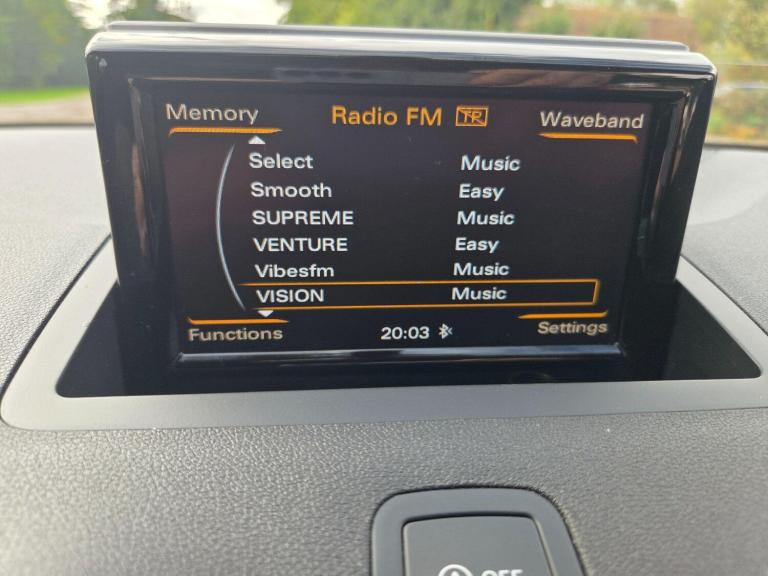 Memory Radio FM TP Waveband
Select Music
Smooth Easy
SUPREME Music
VENTURE Easy
Vibesfm Music
VISION Music
Functions 20:03 Settings
OFF